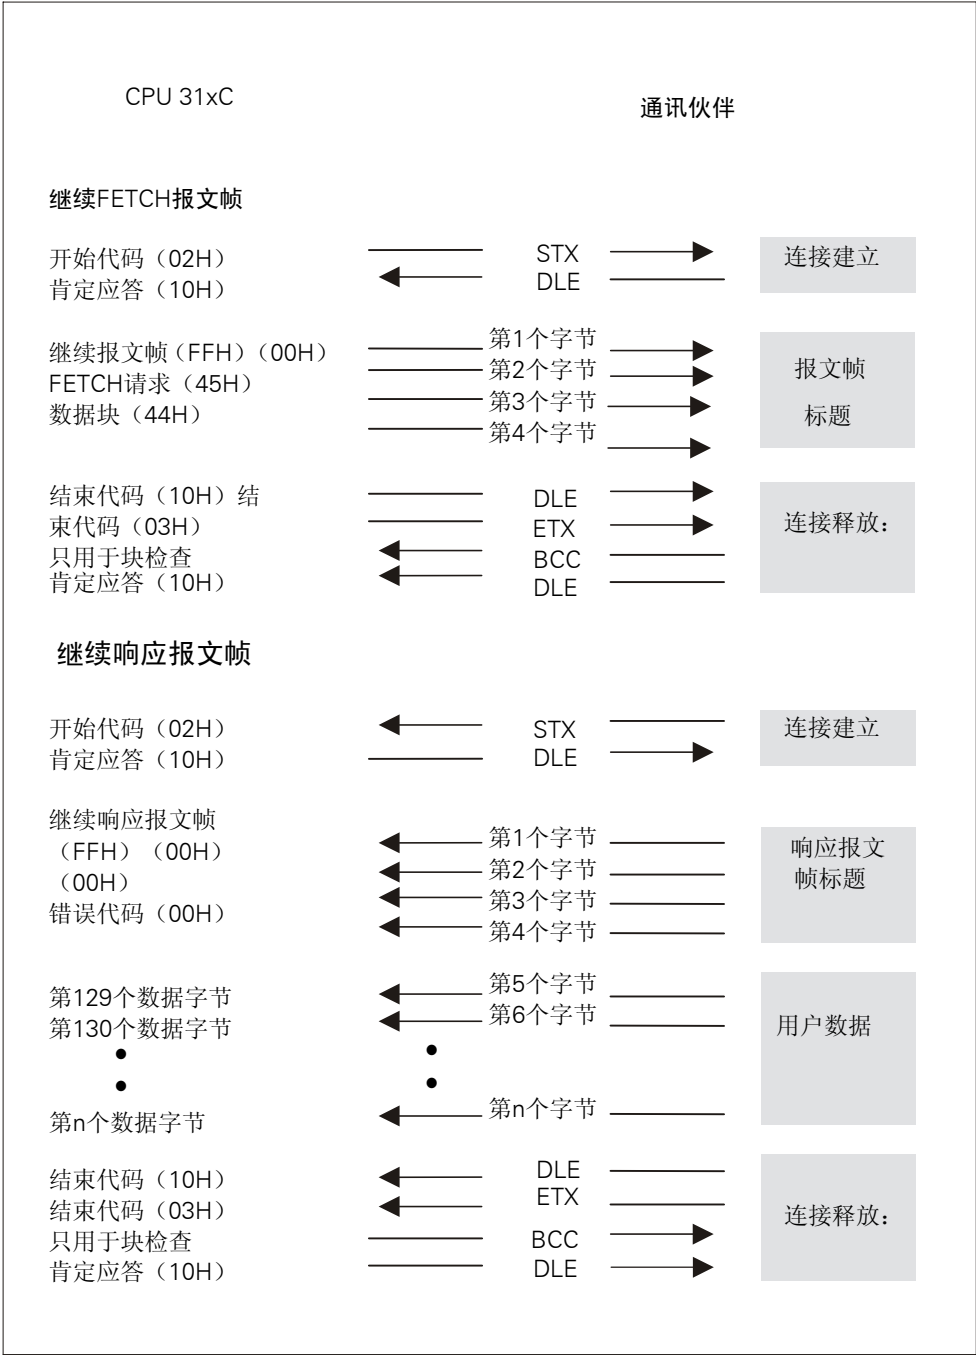 CPU 31xC
通讯伙伴
继续FETCH报文帧
开始代码（02H） STX 连接建立
肯定应答（10H） DLE
继续报文帧（FFH）（00H） 第1个字节 报文帧
FETCH请求（45H） 第2个字节
数据块（44H） 第3个字节 标题
第4个字节
结束代码（10H）结 DLE
束代码（03H） ETX 连接释放：
只用于块检查 BCC
肯定应答（10H） DLE
继续响应报文帧
开始代码（02H） STX 连接建立
肯定应答（10H） DLE
继续响应报文帧 第1个字节 响应报文
（FFH）（00H） 第2个字节 帧标题
（00H） 第3个字节
错误代码（00H） 第4个字节
第129个数据字节 第5个字节
第130个数据字节 第6个字节 用户数据
第n个数据字节 第n个字节
结束代码（10H） DLE
结束代码（03H） ETX 连接释放：
只用于块检查 BCC
肯定应答（10H） DLE